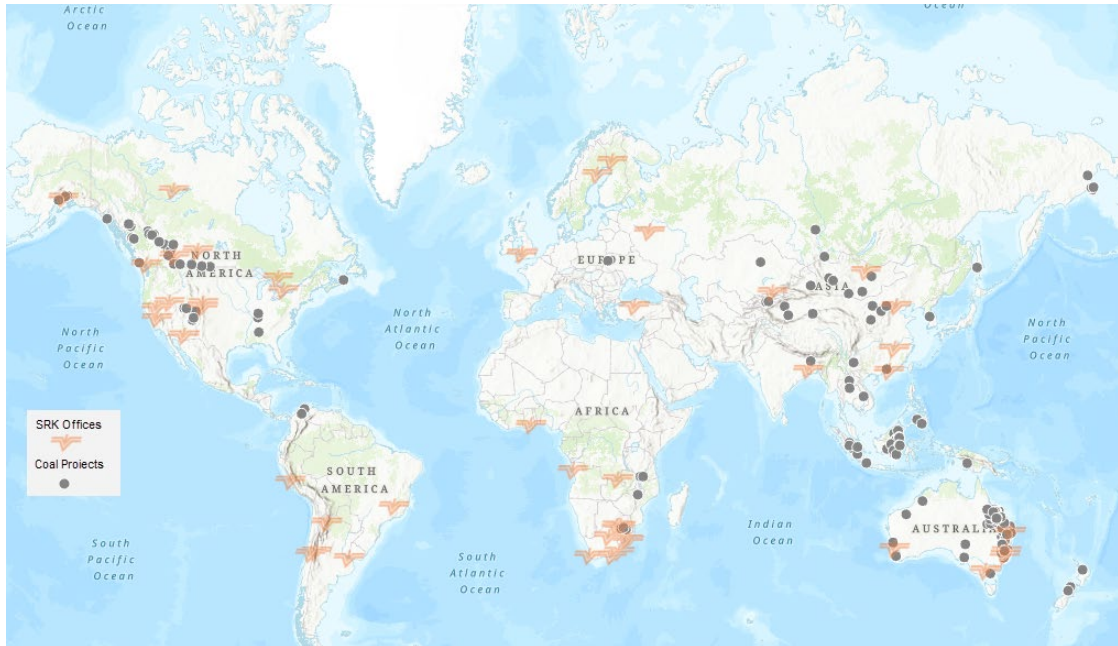 Arctic
Ocean
Ocean
NORTH
AMERICA
EUROPE
ASIA
North
Pacific
Ocean
North
Atlantic
Ocean
North
Pacific
Ocean
AFRICA
SRK Offices
Coal Projects
SOUTH
AMERICA
South
Pacific
Ocean
South
Atlantic
Ocean
Indian
Ocean
AUSTRALIA